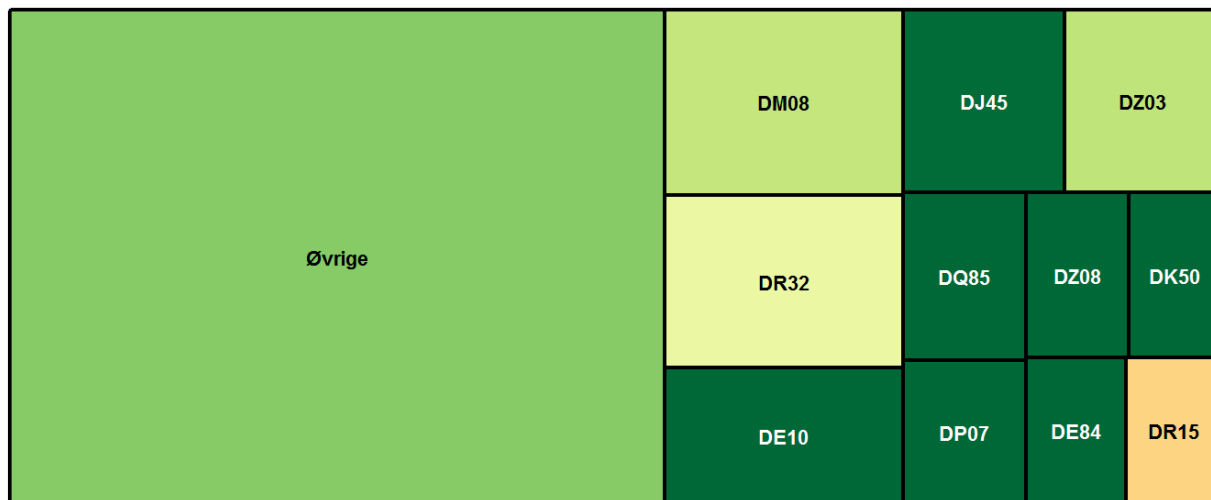 Øvrige
DM08
DR32
DE10
DJ45
DZ03
DQ85
DZ08
DK50
DP07
DE84
DR15